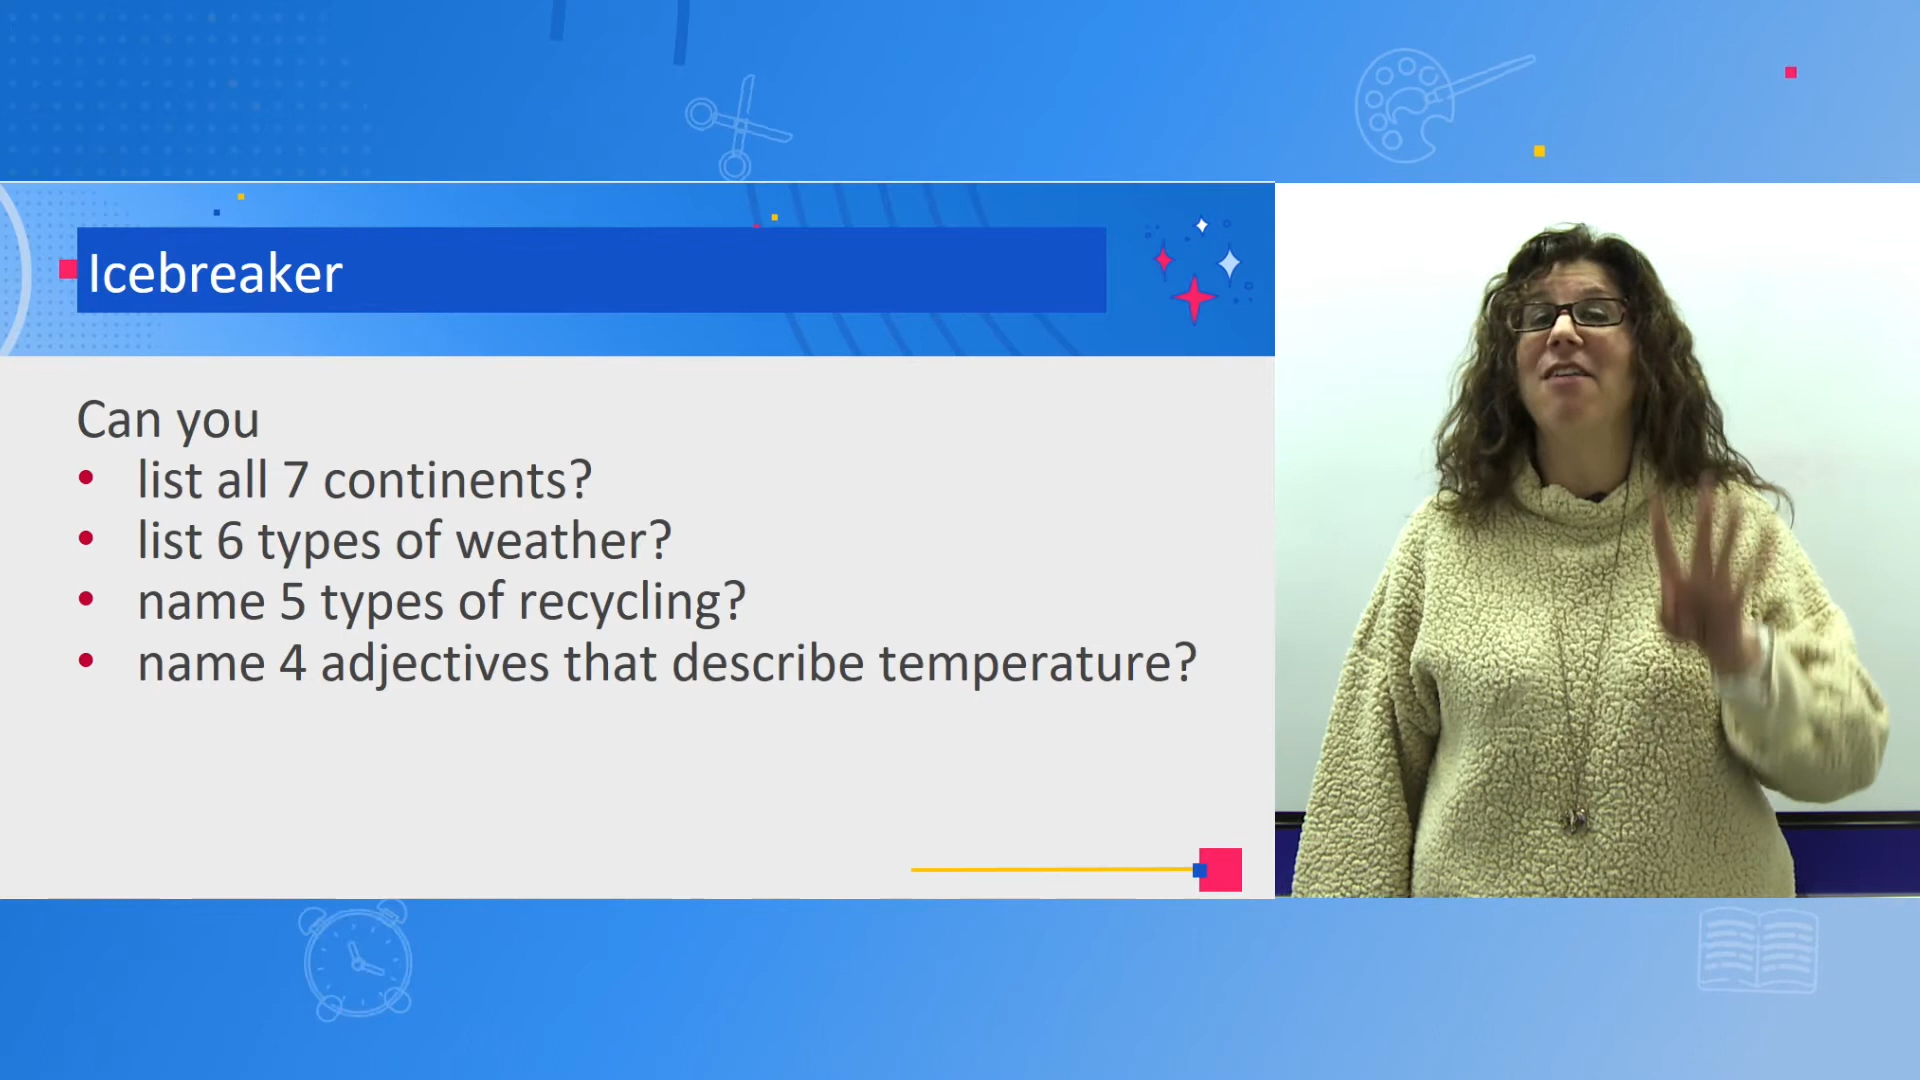 Icebreaker
Can you
• list all 7 continents?
• list 6 types of weather?
• name 5 types of recycling?
• name 4 adjectives that describe temperature?